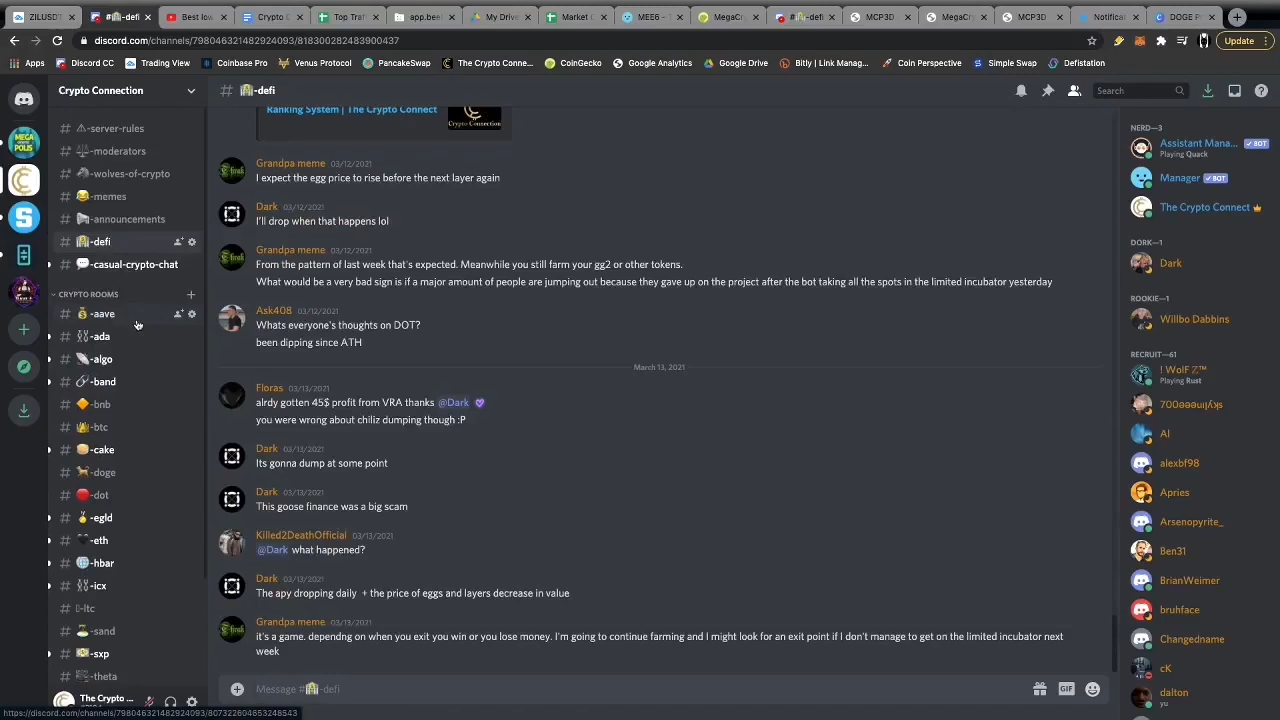 ZILUSDT
#🏦-defi
Best low
Crypto C
Top Traf
app.beef
My Drive
Market C
MEE6 - T
MegaCr
#🏦-defi
MCP3D
MegaCr
MCP3D
Notificat
DOGE P
discord.com/channels/798046321482924093/818300282483900437
Update
Apps
Discord CC
Trading View
Coinbase Pro
Venus Protocol
PancakeSwap
The Crypto Conne...
CoinGecko
Google Analytics
Google Drive
Bitly | Link Manag...
Coin Perspective
Simple Swap
Defistation
Crypto Connection
# 🏦-defi
Search
# ⚠-server-rules
# ⚖-moderators
# 🐺-wolves-of-crypto
# 😂-memes
# 📢-announcements
# 🏦-defi
# 💬-casual-crypto-chat
CRYPTO ROOMS
# 💰-aave
# ⛓-ada
# -algo
# -band
# 🔶-bnb
# 👑-btc
# 🥞-cake
# 🐕-doge
# 🔴-dot
# 🏅-egld
# 🖤-eth
# 🌐-hbar
# ⛓-icx
# -ltc
# 🏝-sand
# 💴-sxp
# -theta
The Crypto ...
MEGA
CRYPTO
POLIS
Ranking System | The Crypto Connect
Crypto Connection
Grandpa meme 03/12/2021
I expect the egg price to rise before the next layer again
Dark 03/12/2021
I'll drop when that happens lol
Grandpa meme 03/12/2021
From the pattern of last week that's expected. Meanwhile you still farm your gg2 or other tokens.
What would be a very bad sign is if a major amount of people are jumping out because they gave up on the project after the bot taking all the spots in the limited incubator yesterday
Ask408 03/12/2021
Whats everyone's thoughts on DOT?
been dipping since ATH
March 13, 2021
Floras 03/13/2021
alrdy gotten 45$ profit from VRA thanks @Dark 💜
you were wrong about chiliz dumping though :P
Dark 03/13/2021
Its gonna dump at some point
Dark 03/13/2021
This goose finance was a big scam
Killed2DeathOfficial 03/13/2021
@Dark what happened?
Dark 03/13/2021
The apy dropping daily + the price of eggs and layers decrease in value
Grandpa meme 03/13/2021
it's a game. dependng on when you exit you win or you lose money. I'm going to continue farming and I might look for an exit point if I don't manage to get on the limited incubator next
week
Message #🏦-defi
GIF
NERD—3
Assistant Mana... ✓ BOT
Playing Quack
Manager ✓ BOT
The Crypto Connect
DORK—1
Dark
ROOKIE—1
Willbo Dabbins
RECRUIT—61
! WolF ℤ™
Playing Rust
Al
alexbf98
Apries
Arsenopyrite_
Ben31
BrianWeimer
bruhface
Changedname
cK
dalton
yu
https://discord.com/channels/798046321482924093/807322604653248543